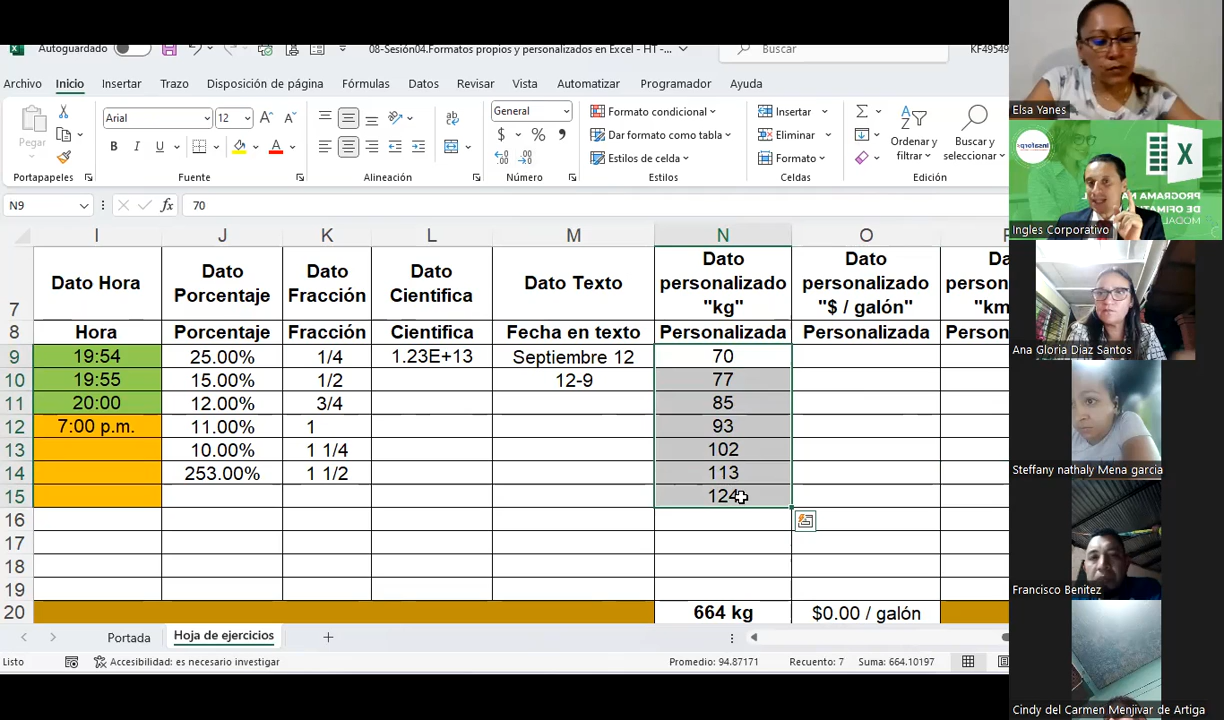 Autoguardado
08-Sesión04.Formatos propios y personalizados en Excel - HT -...
Buscar
KF49549
Archivo Inicio Insertar Trazo Disposición de página Fórmulas Datos Revisar Vista Automatizar Programador Ayuda
Pegar
Arial 12
N K S
General
$ % ,
Formato condicional
Dar formato como tabla
Estilos de celda
Insertar
Eliminar
Formato
Ordenar y filtrar
Buscar y seleccionar
Portapapeles Fuente Alineación Número Estilos Celdas Edición
N9 fx 70
I J K L M N O P
7 Dato Hora Dato Porcentaje Dato Fracción Dato Cientifica Dato Texto Dato personalizado "kg" Dato personalizado "$ / galón" "km
8 Hora Porcentaje Fracción Cientifica Fecha en texto Personalizada Personalizada
9 19:54 25.00% 1/4 1.23E+13 Septiembre 12 70
10 19:55 15.00% 1/2 12-9 77
11 20:00 12.00% 3/4 85
12 7:00 p.m. 11.00% 1 93
13 10.00% 1 1/4 102
14 253.00% 1 1/2 113
15 124
16
17
18
19
20 664 kg $0.00 / galón
Portada Hoja de ejercicios
Listo Accesibilidad: es necesario investigar Promedio: 94.87171 Recuento: 7 Suma: 664.10197
Elsa Yanes
Ingles Corporativo
Ana Gloria Diaz Santos
Steffany nathaly Mena garcia
Francisco Benitez
Cindy del Carmen Menjivar de Artiga